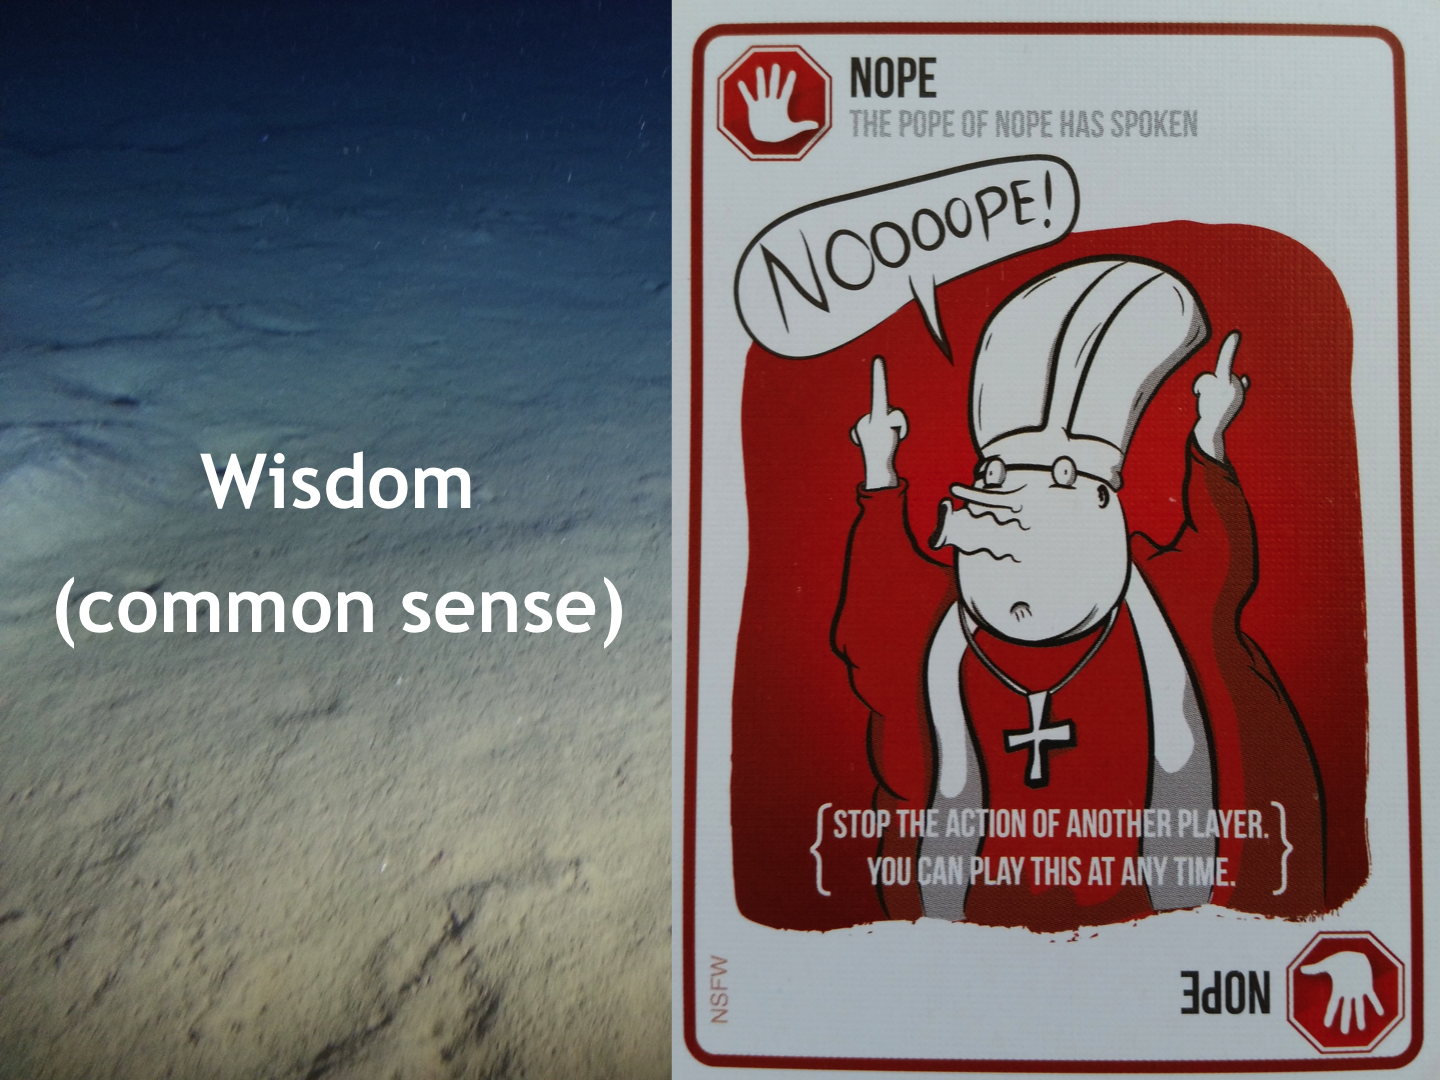 Wisdom
(common sense)
NOPE
THE POPE OF NOPE HAS SPOKEN
NOOOOPE!
{STOP THE ACTION OF ANOTHER PLAYER.
YOU CAN PLAY THIS AT ANY TIME.}
NSFW
NOPE